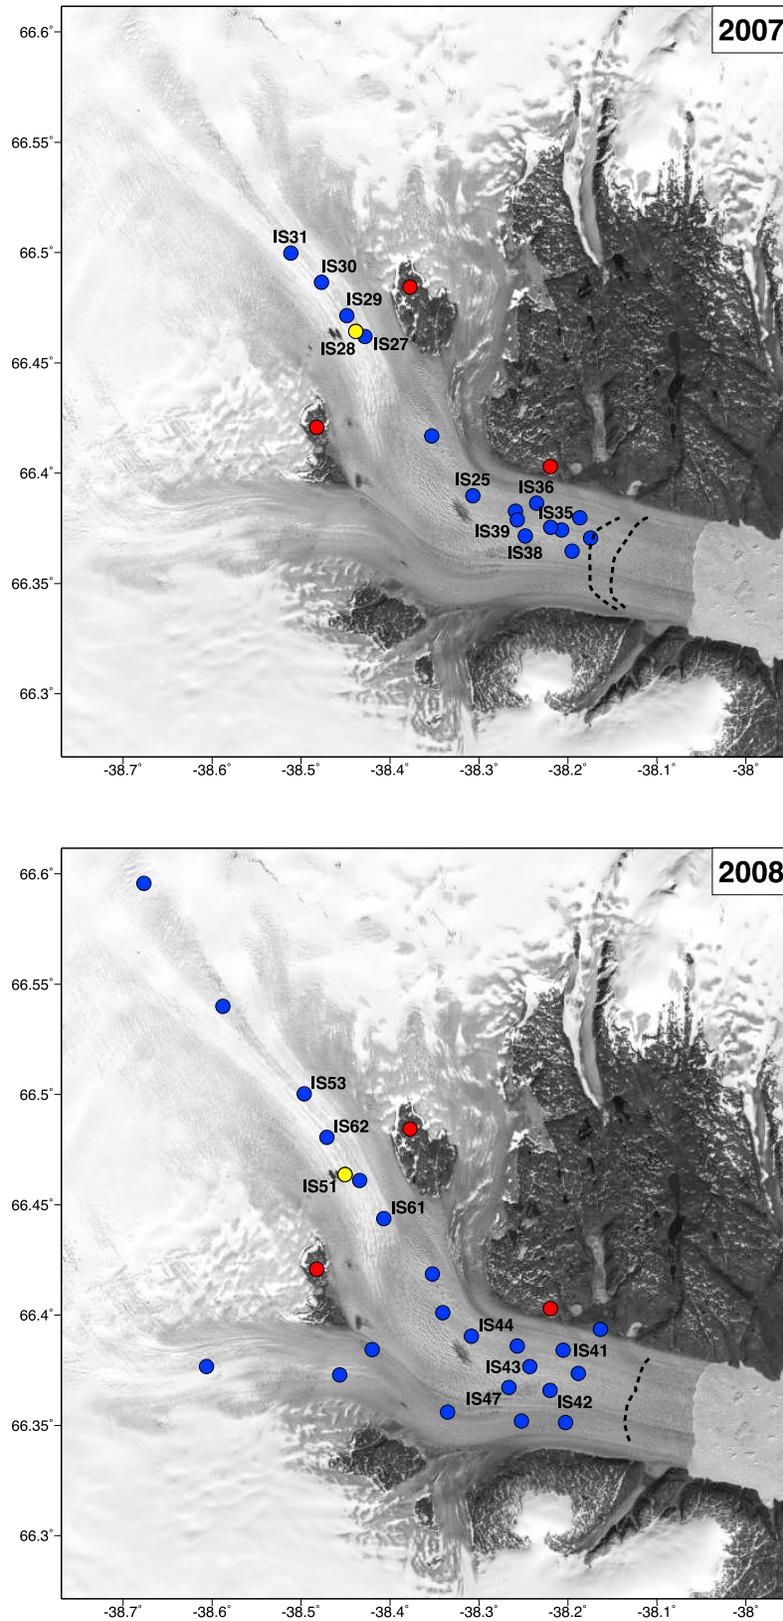 2007
66.6˚
66.55˚
66.5˚
66.45˚
66.4˚
66.35˚
66.3˚
IS31
IS30
IS29
IS28
IS27
IS25
IS36
IS35
IS39
IS38
-38.7˚
-38.6˚
-38.5˚
-38.4˚
-38.3˚
-38.2˚
-38.1˚
-38˚
2008
66.6˚
66.55˚
66.5˚
66.45˚
66.4˚
66.35˚
66.3˚
IS53
IS62
IS51
IS61
IS44
IS41
IS43
IS47
IS42
-38.7˚
-38.6˚
-38.5˚
-38.4˚
-38.3˚
-38.2˚
-38.1˚
-38˚